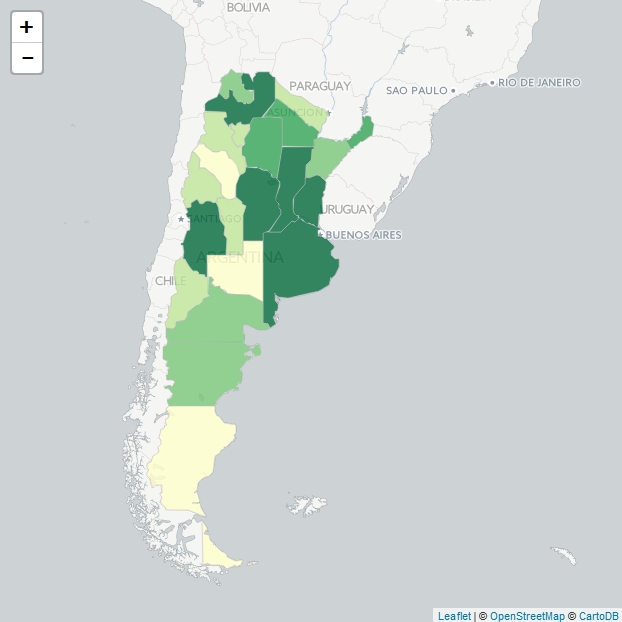 +
−
BOLIVIA
PARAGUAY
RIO DE JANEIRO
SAO PAULO
ASUNCION
URUGUAY
SANTIAGO
BUENOS AIRES
ARGENTINA
CHILE
Leaflet | © OpenStreetMap © CartoDB